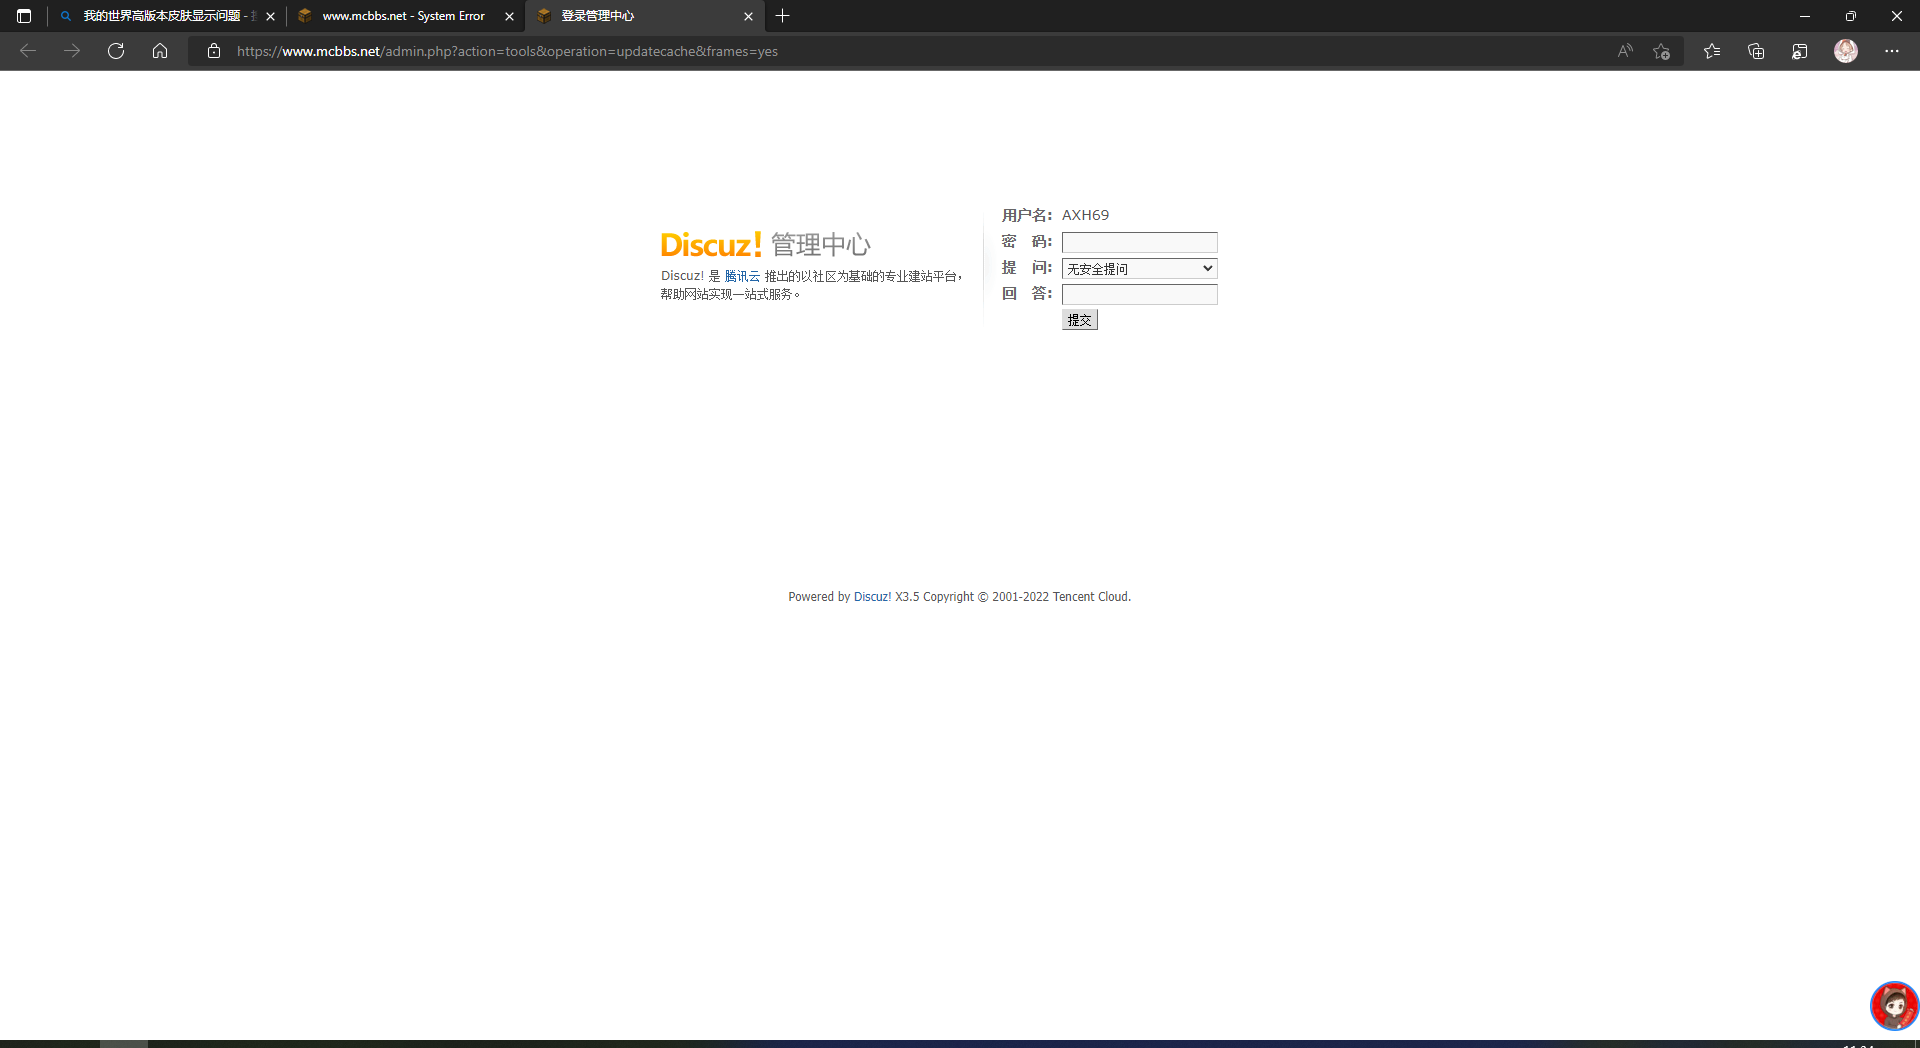 我的世界高版本皮肤显示问题 -
www.mcbbs.net - System Error
登录管理中心
https://www.mcbbs.net/admin.php?action=tools&operation=updatecache&frames=yes
Discuz! 管理中心
Discuz! 是 腾讯云 推出的以社区为基础的专业建站平台，
帮助网站实现一站式服务。
用户名: AXH69
密 码:
提 问: 无安全提问
回 答:
提交
Powered by Discuz! X3.5 Copyright © 2001-2022 Tencent Cloud.